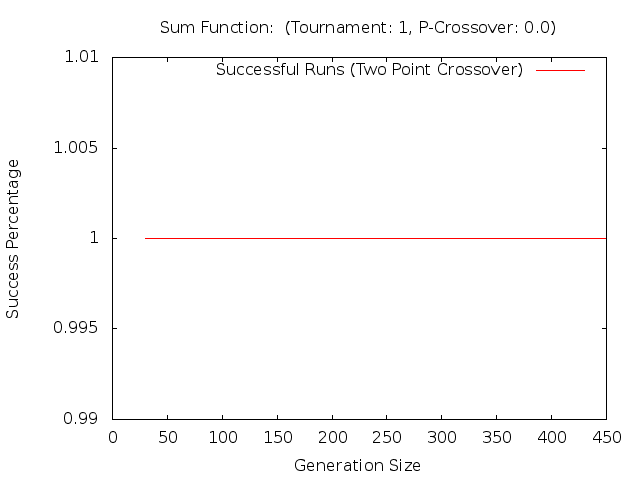 Sum Function:  (Tournament: 1, P-Crossover: 0.0)
1.01
Successful Runs (Two Point Crossover)
1.005
Success Percentage
1
0.995
0.99
0 50 100 150 200 250 300 350 400 450
Generation Size